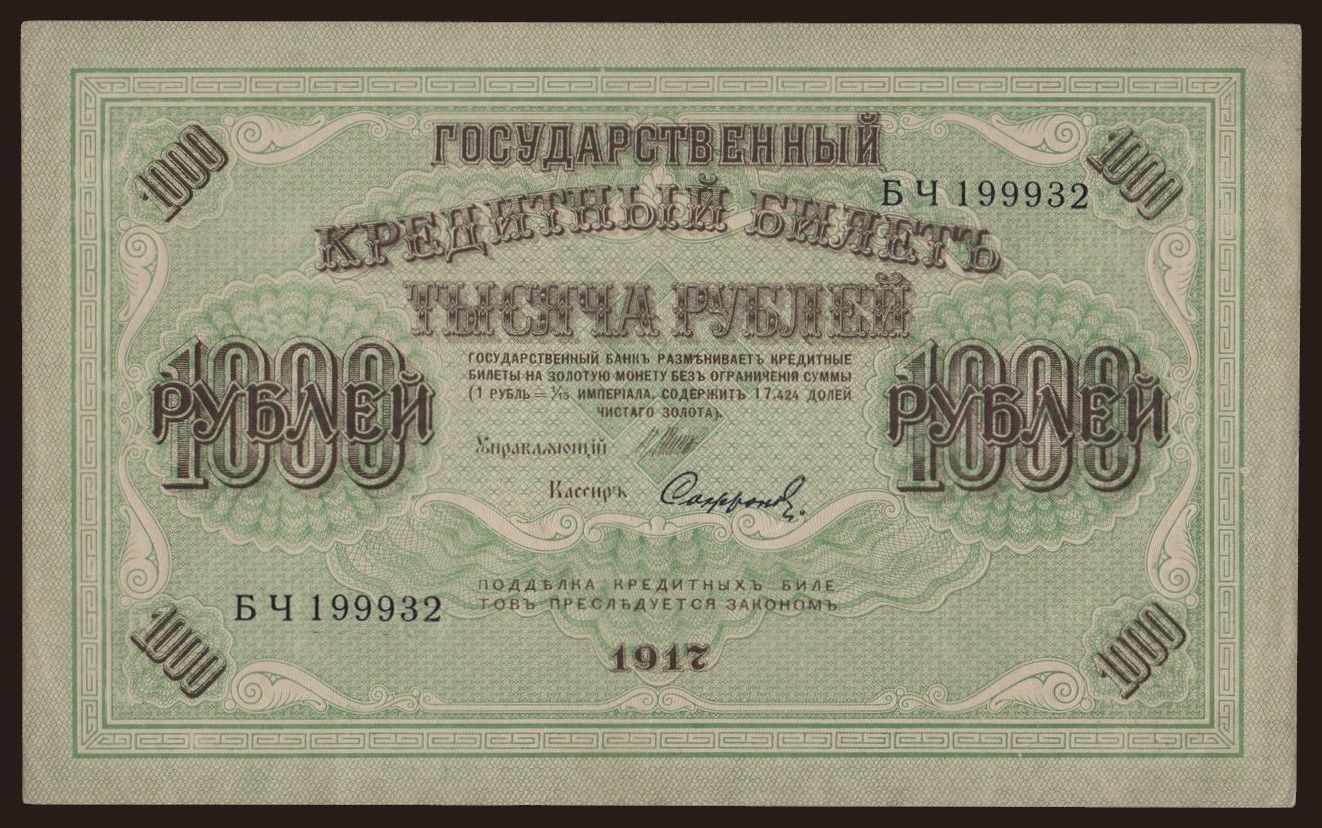 1000
ГОСУДАРСТВЕННЫЙ
1000
БЧ 199932
КРЕДИТНЫЙ БИЛЕТЪ
ТЫСЯЧА РУБЛЕЙ
1000
РУБЛЕЙ
1000
РУБЛЕЙ
ГОСУДАРСТВЕННЫЙ БАНКЪ РАЗМѢНИВАЕТЪ КРЕДИТНЫЕ
БИЛЕТЫ НА ЗОЛОТУЮ МОНЕТУ БЕЗЪ ОГРАНИЧЕНІЯ СУММЫ
(1 РУБЛЬ = 1/15 ИМПЕРІАЛА, СОДЕРЖИТЪ 17.424 ДОЛЕЙ
ЧИСТАГО ЗОЛОТА).
Управляющій
Кассиръ Сафронов
ПОДДѢЛКА КРЕДИТНЫХЪ БИЛЕ
ТОВЪ ПРЕСЛѢДУЕТСЯ ЗАКОНОМЪ.
БЧ 199932
1917
1000
1000